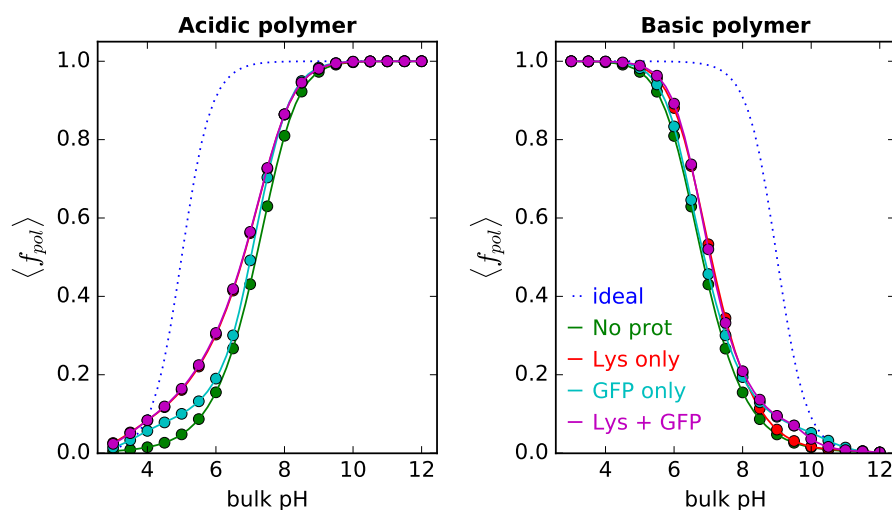 Acidic polymer
1.0
0.8
0.6
0.4
0.2
0.0
⟨f_pol⟩
4 6 8 10 12
bulk pH
Basic polymer
1.0
0.8
0.6
0.4
0.2
0.0
⟨f_pol⟩
ideal
No prot
Lys only
GFP only
Lys + GFP
4 6 8 10 12
bulk pH